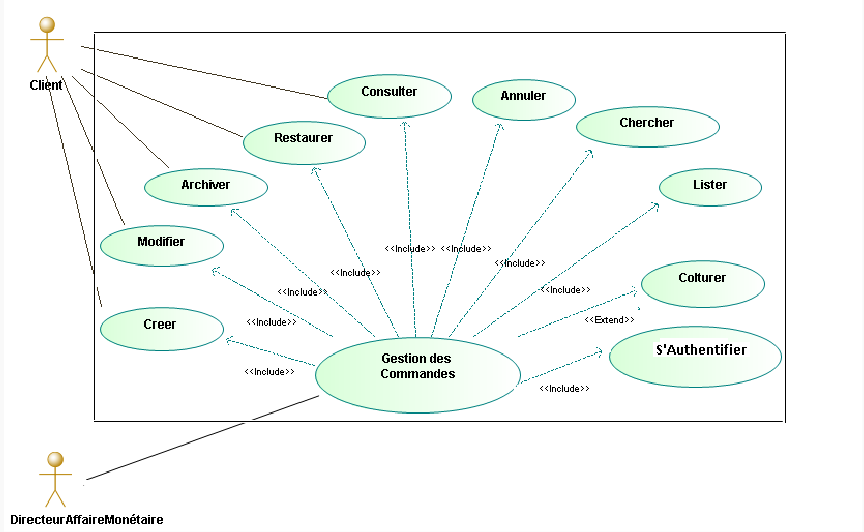 Client
Consulter
Annuler
Chercher
Restaurer
Archiver
Lister
Modifier
<<Include>>
<<Include>>
<<Include>>
<<Include>>
Colturer
<<Include>>
<<Include>>
Creer
<<Include>>
<<Extend>>
S'Authentifier
Gestion des
Commandes
<<Include>>
<<Include>>
DirecteurAffaireMonétaire